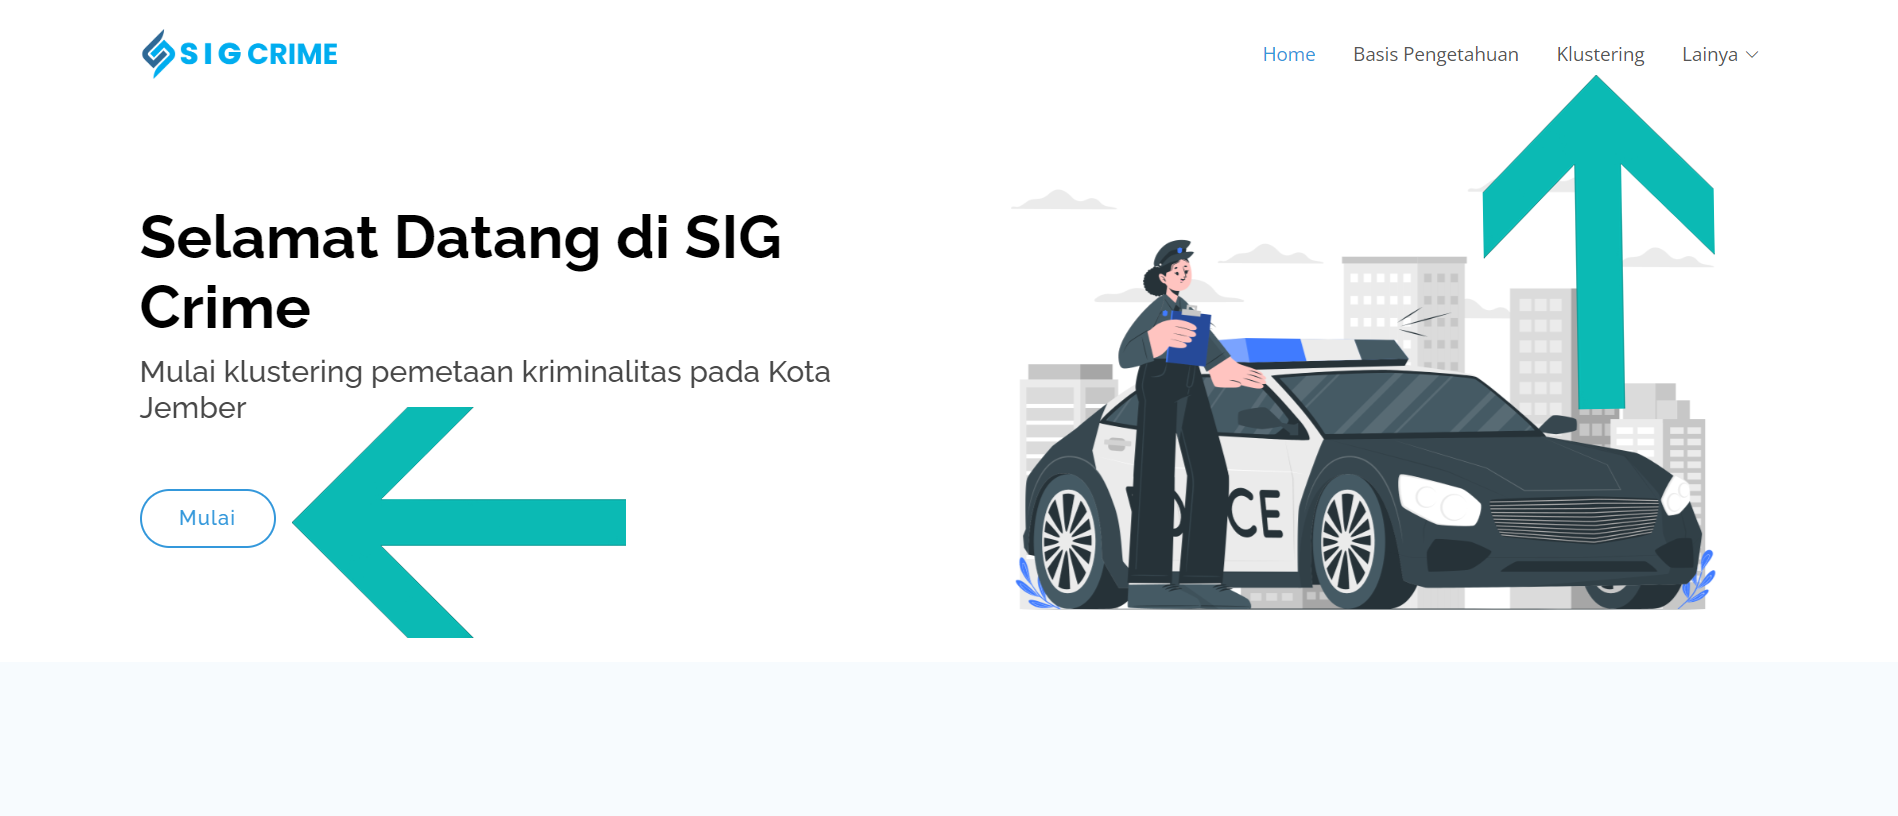 SIG CRIME
Home Basis Pengetahuan Klustering Lainya
Selamat Datang di SIG
Crime
Mulai klustering pemetaan kriminalitas pada Kota
Jember
Mulai